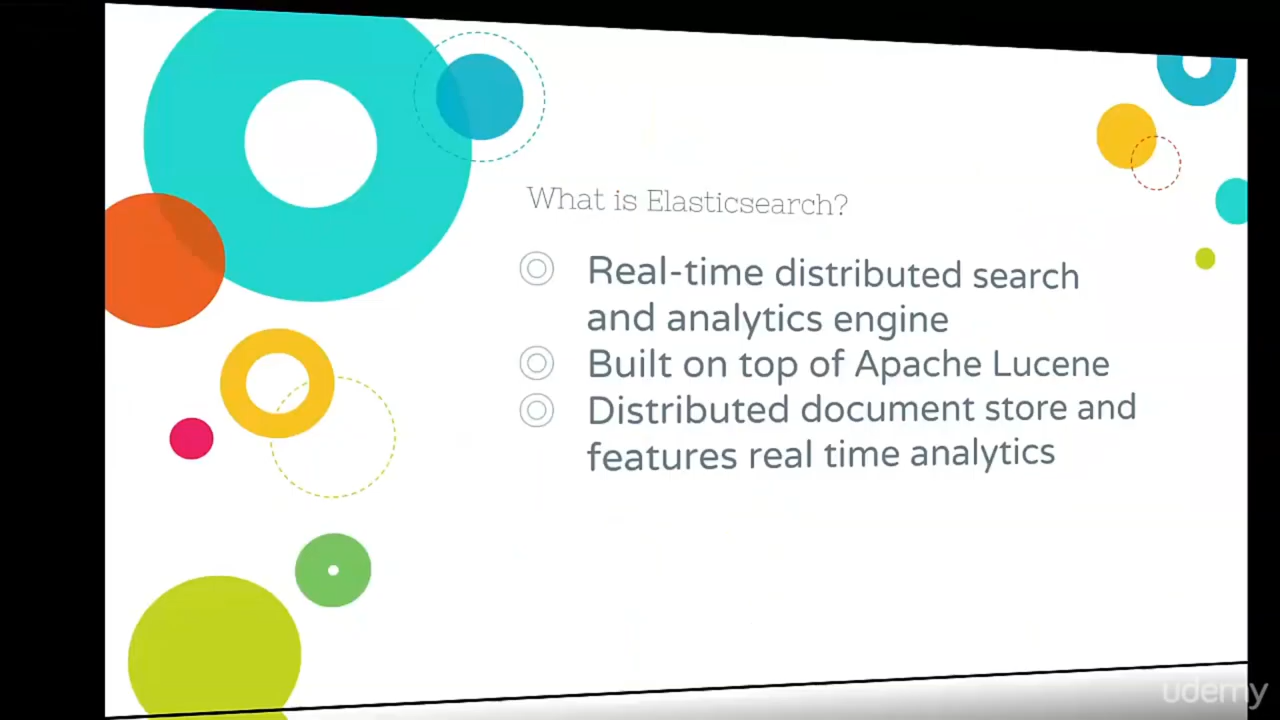 What is Elasticsearch?
Real-time distributed search
and analytics engine
Built on top of Apache Lucene
Distributed document store and
features real time analytics
udemy